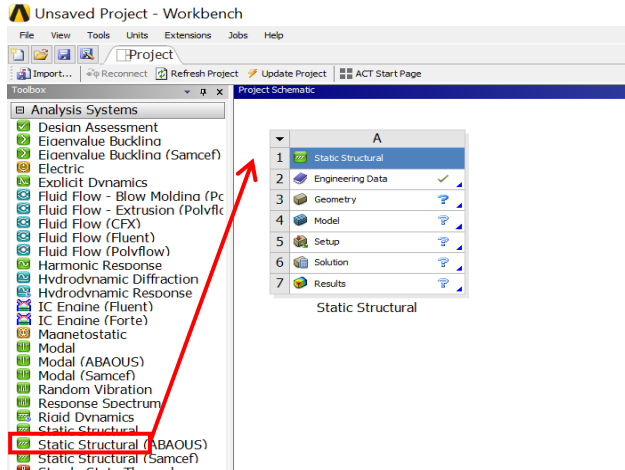 Unsaved Project - Workbench
File View Tools Units Extensions Jobs Help
Project
Import... Reconnect Refresh Project Update Project ACT Start Page
Toolbox
Project Schematic
Analysis Systems
Design Assessment
Eigenvalue Buckling
Eigenvalue Buckling (Samcef)
Electric
Explicit Dynamics
Fluid Flow - Blow Molding (Po
Fluid Flow - Extrusion (Polyflo
Fluid Flow (CFX)
Fluid Flow (Fluent)
Fluid Flow (Polyflow)
Harmonic Response
Hydrodynamic Diffraction
Hydrodynamic Response
IC Engine (Fluent)
IC Engine (Forte)
Magnetostatic
Modal
Modal (ABAQUS)
Modal (Samcef)
Random Vibration
Response Spectrum
Rigid Dynamics
Static Structural
Static Structural (ABAQUS)
Static Structural (Samcef)
A
1 Static Structural
2 Engineering Data
3 Geometry
4 Model
5 Setup
6 Solution
7 Results
Static Structural